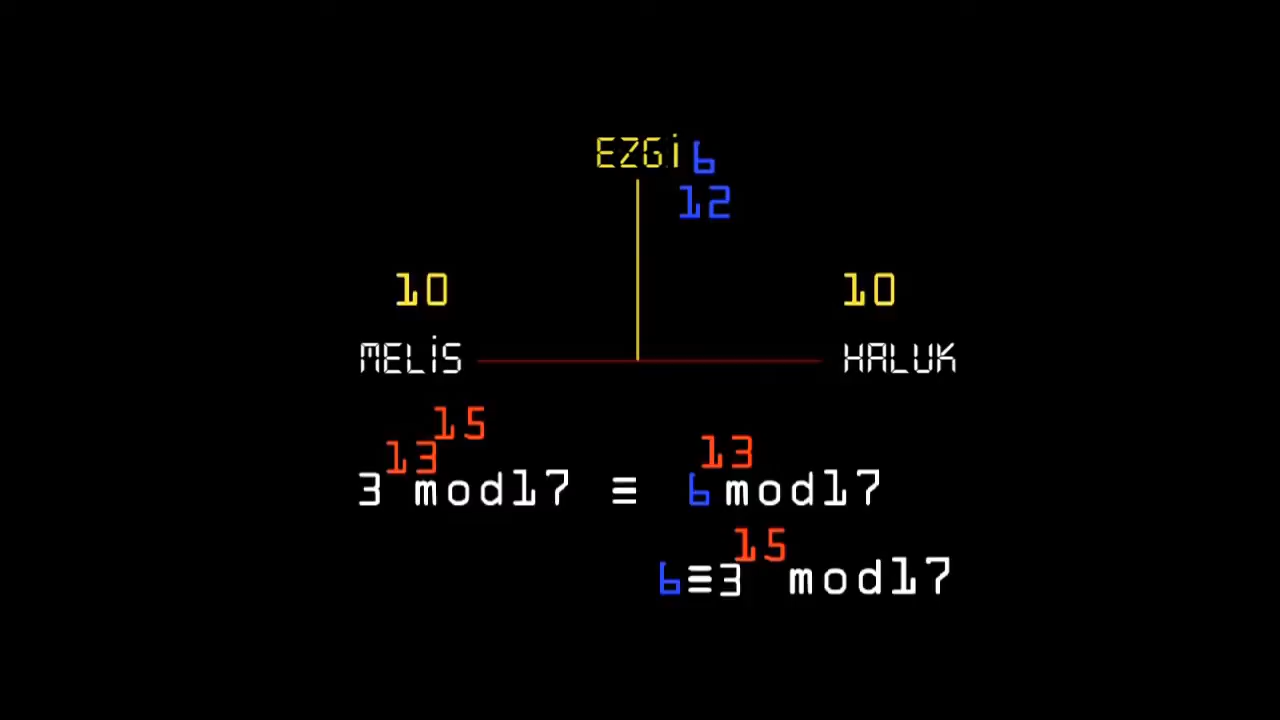 EZGİ 6
12
10 10
MELİS HALUK
3^13^15 mod17 ≡ 6^13 mod17
6≡3^15 mod17